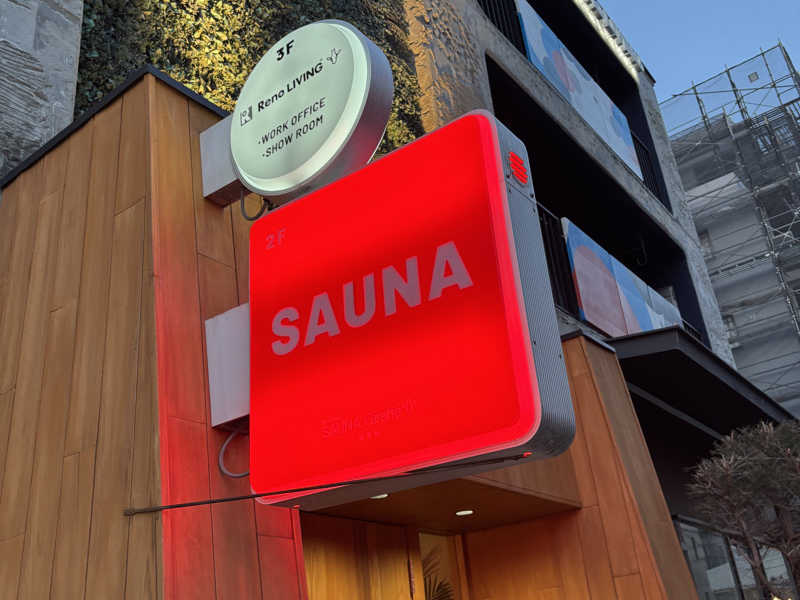 3F
Reno LIVING
・WORK OFFICE
・SHOW ROOM
2F
SAUNA